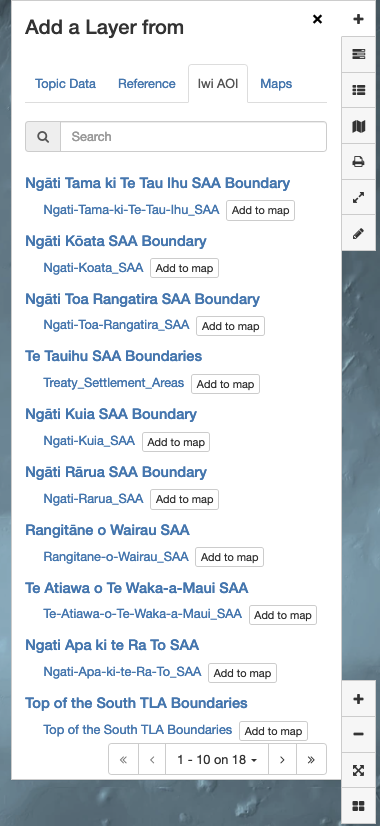 Add a Layer from
Topic Data Reference Iwi AOI Maps
Search
Ngāti Tama ki Te Tau Ihu SAA Boundary
Ngati-Tama-ki-Te-Tau-Ihu_SAA Add to map
Ngāti Kōata SAA Boundary
Ngati-Koata_SAA Add to map
Ngāti Toa Rangatira SAA Boundary
Ngati-Toa-Rangatira_SAA Add to map
Te Tauihu SAA Boundaries
Treaty_Settlement_Areas Add to map
Ngāti Kuia SAA Boundary
Ngati-Kuia_SAA Add to map
Ngāti Rārua SAA Boundary
Ngati-Rarua_SAA Add to map
Rangitāne o Wairau SAA
Rangitane-o-Wairau_SAA Add to map
Te Atiawa o Te Waka-a-Maui SAA
Te-Atiawa-o-Te-Waka-a-Maui_SAA Add to map
Ngati Apa ki te Ra To SAA
Ngati-Apa-ki-te-Ra-To_SAA Add to map
Top of the South TLA Boundaries
Top of the South TLA Boundaries Add to map
« ‹ 1 - 10 on 18 › »